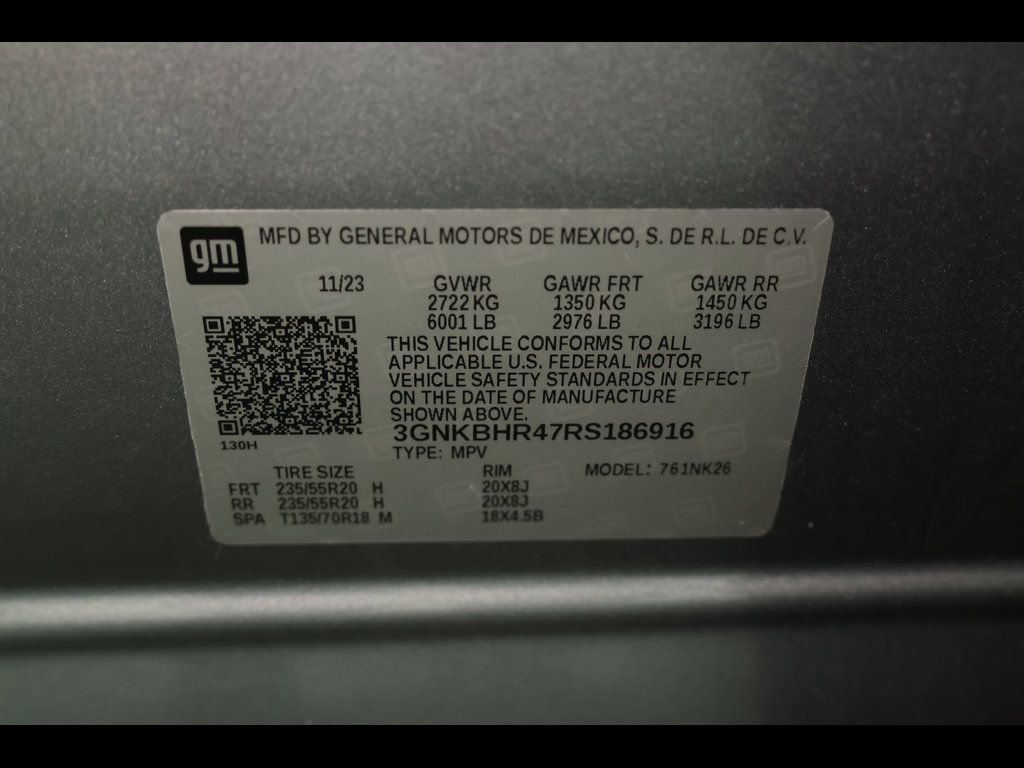 gm
MFD BY GENERAL MOTORS DE MEXICO, S. DE R.L. DE C.V.
11/23 GVWR GAWR FRT GAWR RR
2722 KG 1350 KG 1450 KG
6001 LB 2976 LB 3196 LB
THIS VEHICLE CONFORMS TO ALL
APPLICABLE U.S. FEDERAL MOTOR
VEHICLE SAFETY STANDARDS IN EFFECT
ON THE DATE OF MANUFACTURE
SHOWN ABOVE.
3GNKBHR47RS186916
130H
TYPE: MPV
TIRE SIZE RIM MODEL: 761NK26
FRT 235/55R20 H 20X8J
RR 235/55R20 H 20X8J
SPA T135/70R18 M 18X4.5B